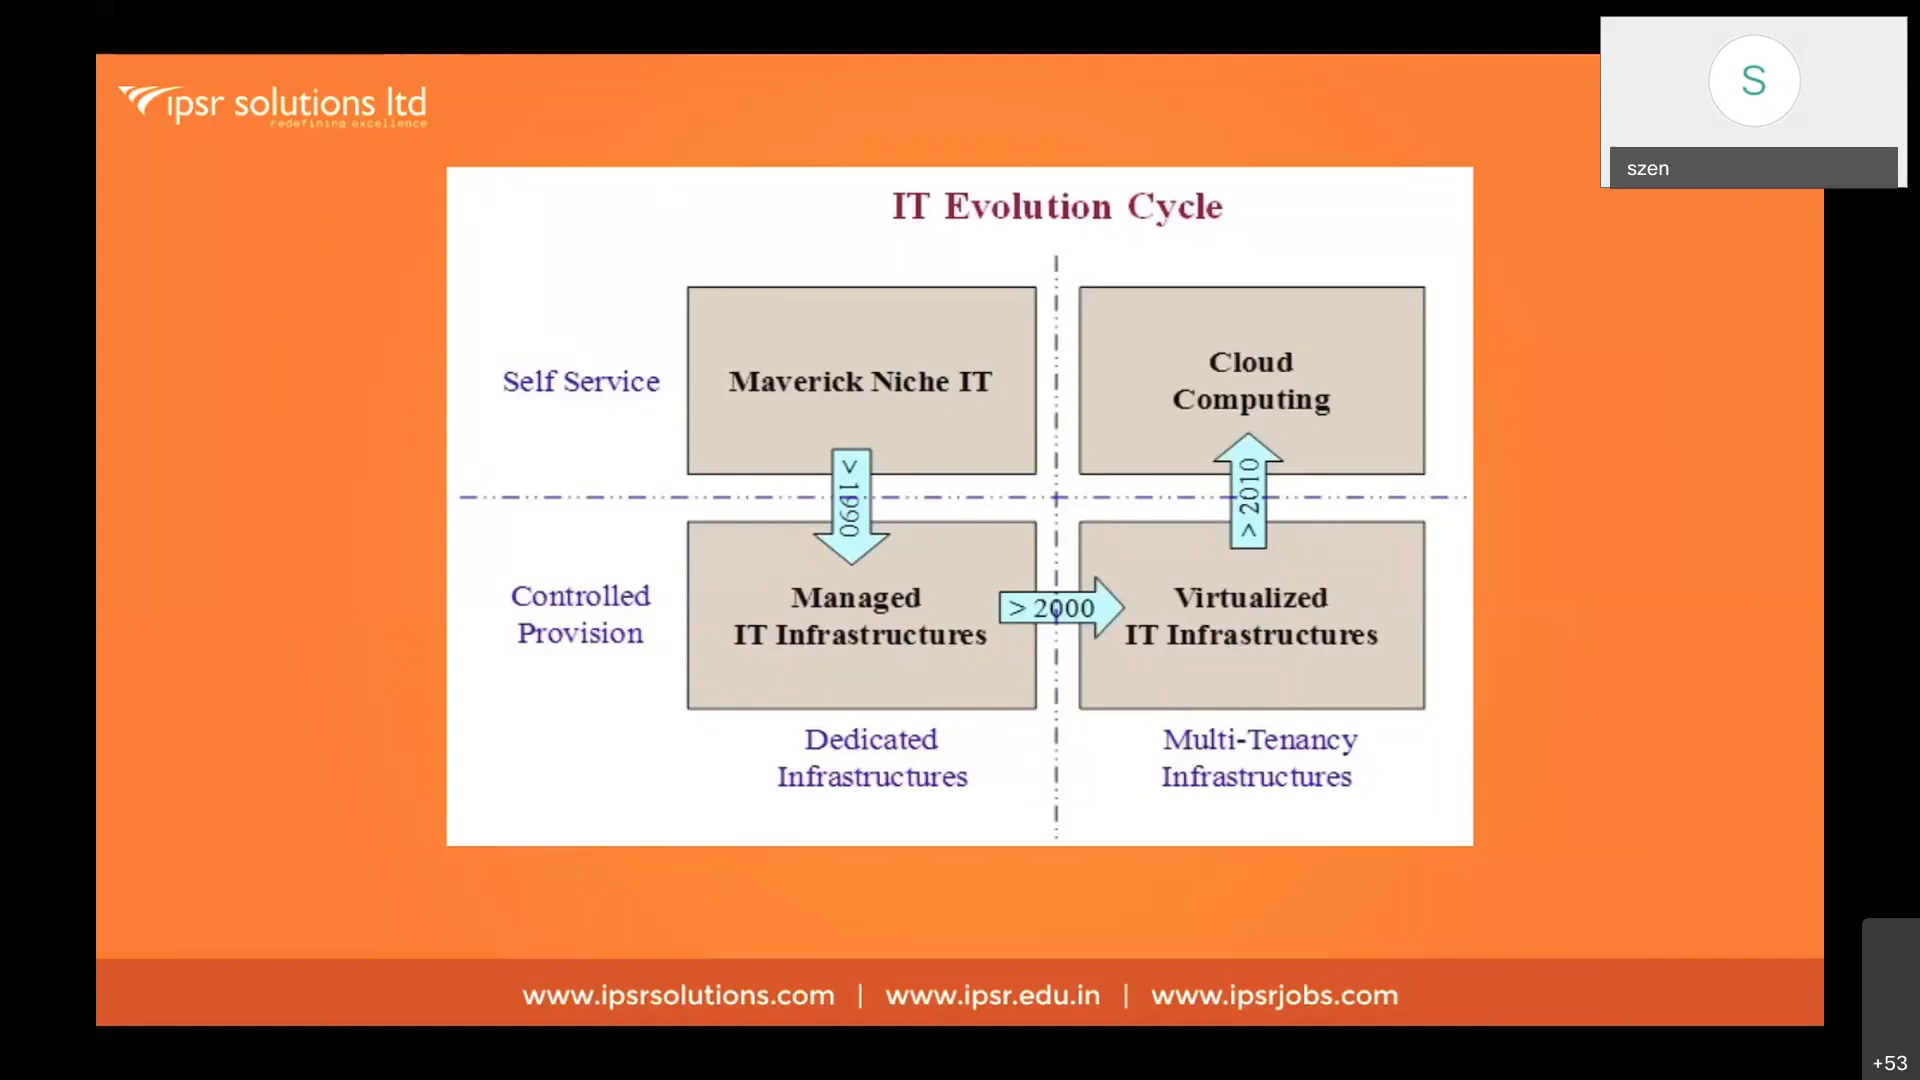 ipsr solutions ltd
redefining excellence
S
szen
IT Evolution Cycle
Self Service
Maverick Niche IT
Cloud
Computing
> 1990
> 2010
Controlled
Provision
Managed
IT Infrastructures
> 2000
Virtualized
IT Infrastructures
Dedicated
Infrastructures
Multi-Tenancy
Infrastructures
www.ipsrsolutions.com | www.ipsr.edu.in | www.ipsrjobs.com
+53